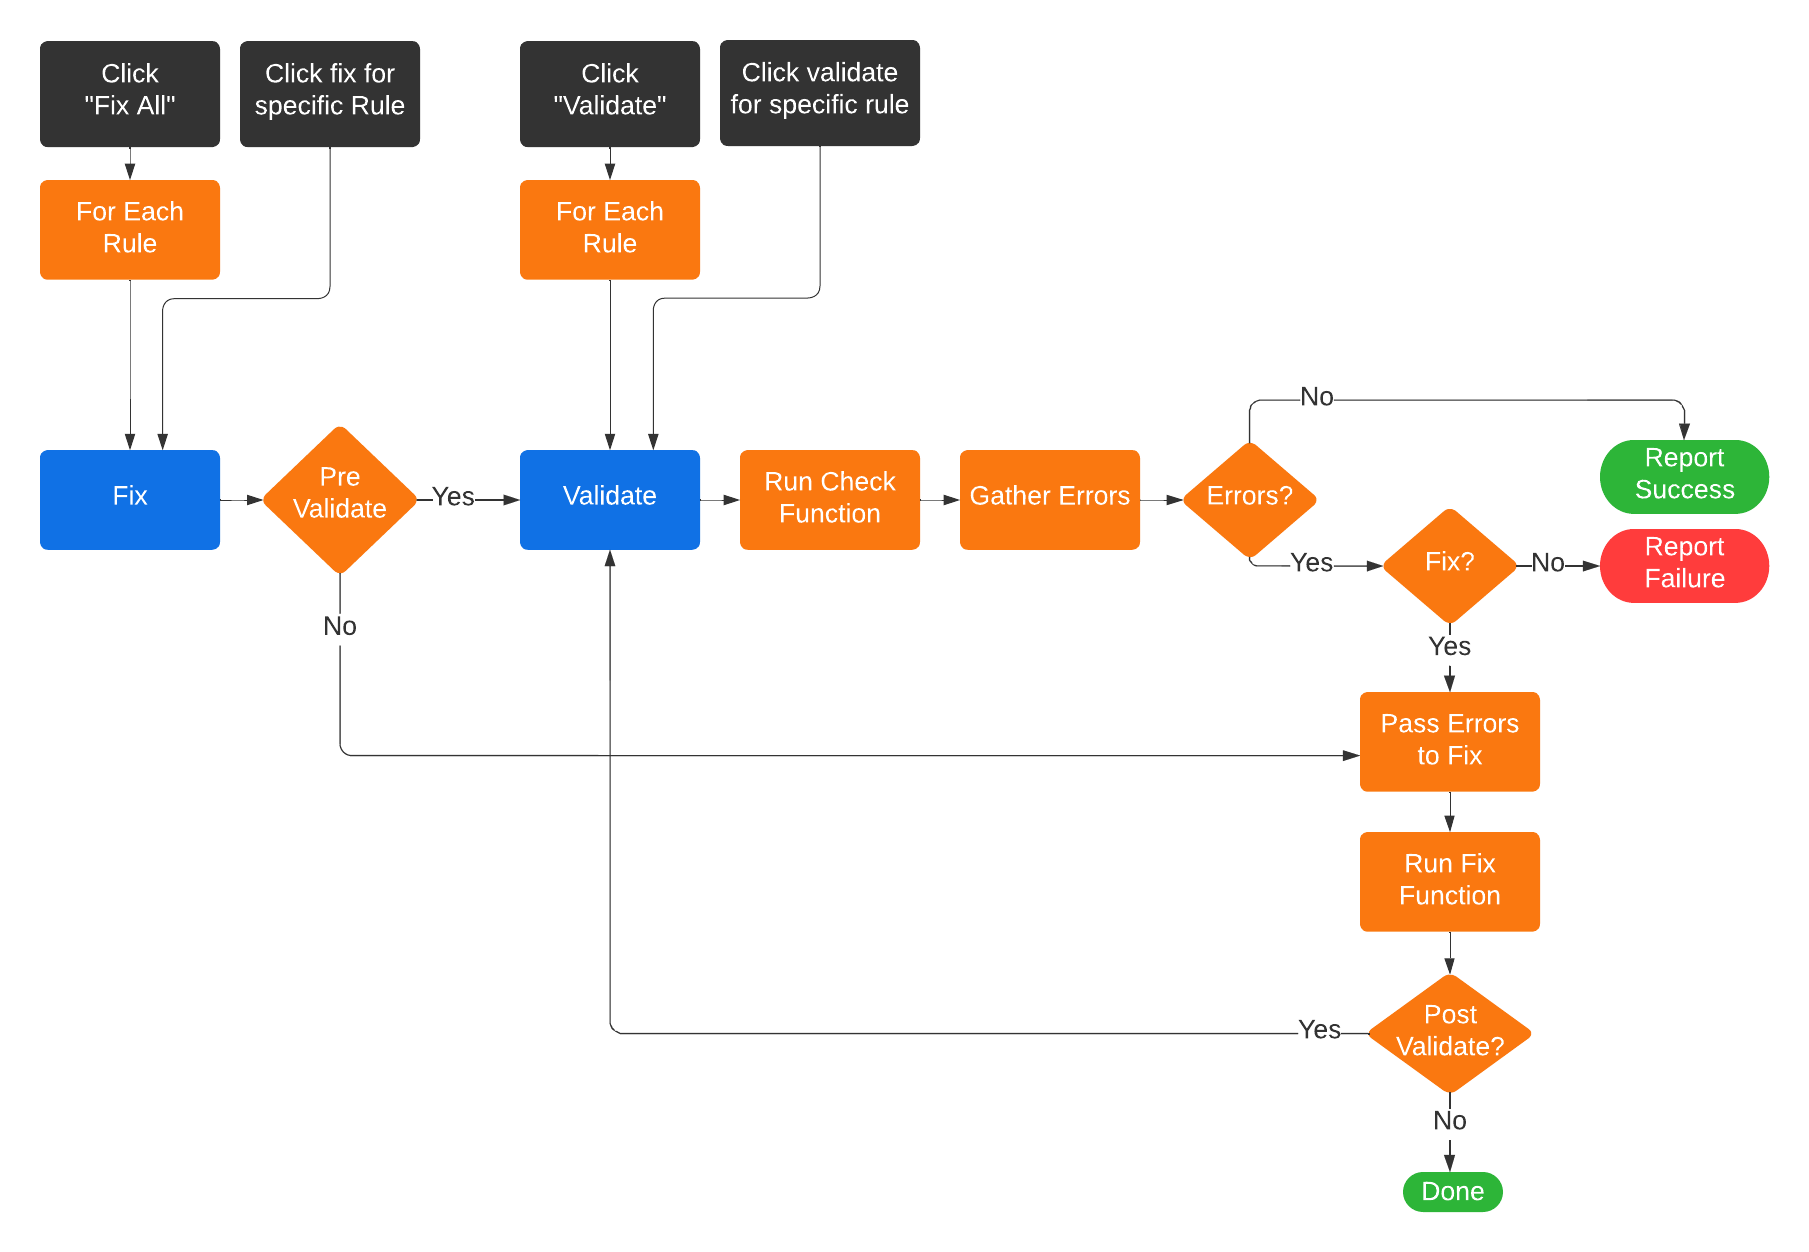 Click
"Fix All"
Click fix for
specific Rule
Click
"Validate"
Click validate
for specific rule
For Each
Rule
For Each
Rule
No
Fix
Pre
Validate
Yes
Validate
Run Check
Function
Gather Errors
Errors?
Report
Success
Yes
Fix?
No
Report
Failure
No
Yes
Pass Errors
to Fix
Run Fix
Function
Post
Validate?
Yes
No
Done